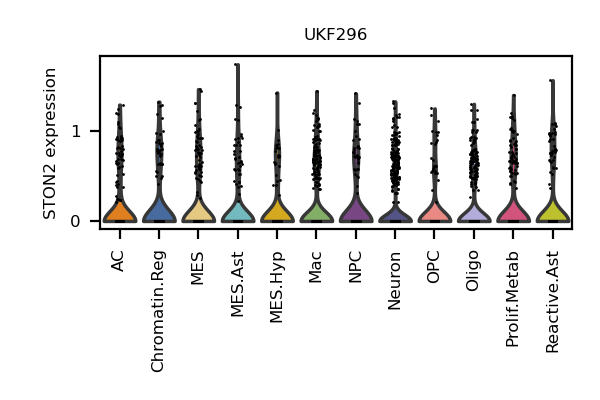 UKF296
STON2 expression
1
0
AC
Chromatin.Reg
MES
MES.Ast
MES.Hyp
Mac
NPC
Neuron
OPC
Oligo
Prolif.Metab
Reactive.Ast